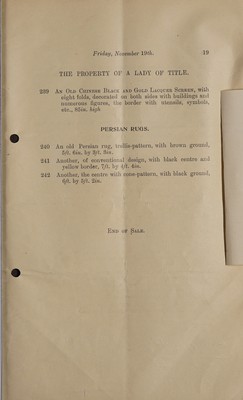 Friday, November 19th. 19
THE PROPERTY OF A LADY OF TITLE.
239 An Old Chinese Black and Gold Lacquer Screen, with
eight folds, decorated on both sides with buildings and
numerous figures, the border with utensils, symbols,
etc., high
PERSIAN RUGS.
240 An old Persian rug, trellis-pattern, with brown ground,
5ft. 6in. by 3ft. 3in.
241 Another, of conventional design, with black centre and
yellow border, 7ft. by 4ft. 4in.
242 Another, the centre with cone-pattern, with black ground,
6ft. by 3ft. 2in.
End of Sale.